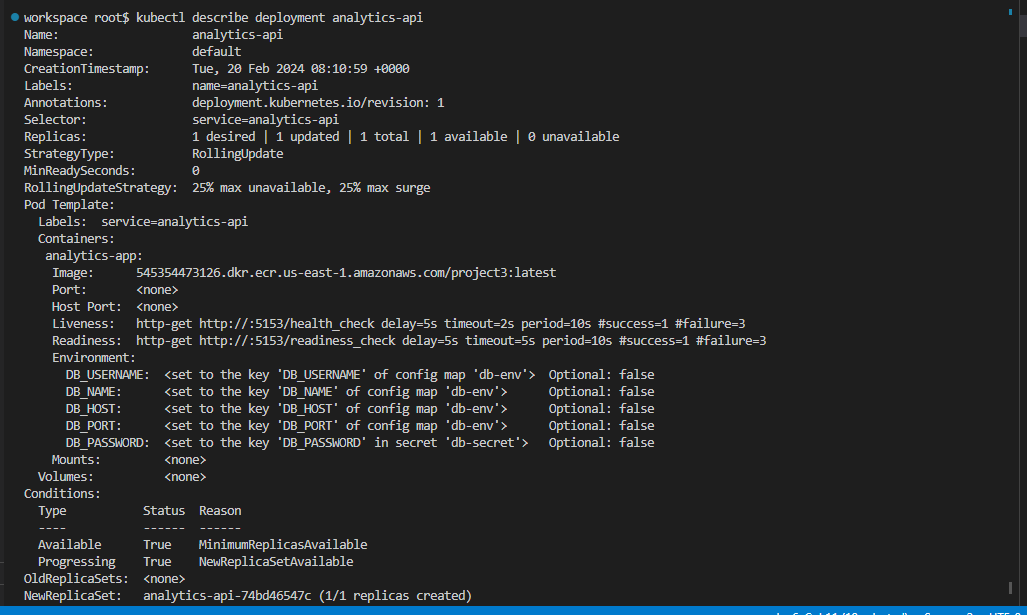 workspace root$ kubectl describe deployment analytics-api
Name:                   analytics-api
Namespace:              default
CreationTimestamp:      Tue, 20 Feb 2024 08:10:59 +0000
Labels:                 name=analytics-api
Annotations:            deployment.kubernetes.io/revision: 1
Selector:               service=analytics-api
Replicas:               1 desired | 1 updated | 1 total | 1 available | 0 unavailable
StrategyType:           RollingUpdate
MinReadySeconds:        0
RollingUpdateStrategy:  25% max unavailable, 25% max surge
Pod Template:
  Labels:  service=analytics-api
  Containers:
   analytics-app:
    Image:      545354473126.dkr.ecr.us-east-1.amazonaws.com/project3:latest
    Port:       <none>
    Host Port:  <none>
    Liveness:   http-get http://:5153/health_check delay=5s timeout=2s period=10s #success=1 #failure=3
    Readiness:  http-get http://:5153/readiness_check delay=5s timeout=5s period=10s #success=1 #failure=3
    Environment:
      DB_USERNAME:  <set to the key 'DB_USERNAME' of config map 'db-env'>  Optional: false
      DB_NAME:      <set to the key 'DB_NAME' of config map 'db-env'>      Optional: false
      DB_HOST:      <set to the key 'DB_HOST' of config map 'db-env'>      Optional: false
      DB_PORT:      <set to the key 'DB_PORT' of config map 'db-env'>      Optional: false
      DB_PASSWORD:  <set to the key 'DB_PASSWORD' in secret 'db-secret'>   Optional: false
    Mounts:         <none>
  Volumes:          <none>
Conditions:
  Type           Status  Reason
  ----           ------  ------
  Available      True    MinimumReplicasAvailable
  Progressing    True    NewReplicaSetAvailable
OldReplicaSets:  <none>
NewReplicaSet:   analytics-api-74bd46547c (1/1 replicas created)